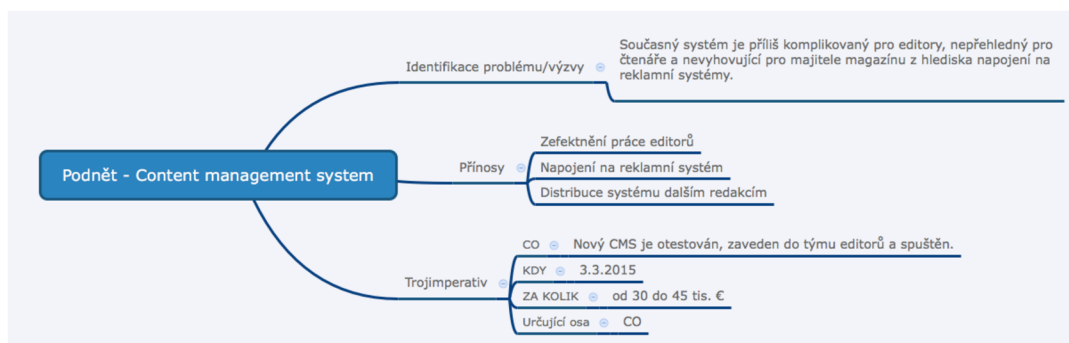 Podnět - Content management system
Identifikace problému/výzvy
Současný systém je příliš komplikovaný pro editory, nepřehledný pro
čtenáře a nevyhovující pro majitele magazínu z hlediska napojení na
reklamní systémy.
Přínosy
Zefektnění práce editorů
Napojení na reklamní systém
Distribuce systému dalším redakcím
Trojimperativ
CO Nový CMS je otestován, zaveden do týmu editorů a spuštěn.
KDY 3.3.2015
ZA KOLIK od 30 do 45 tis. €
Určující osa CO